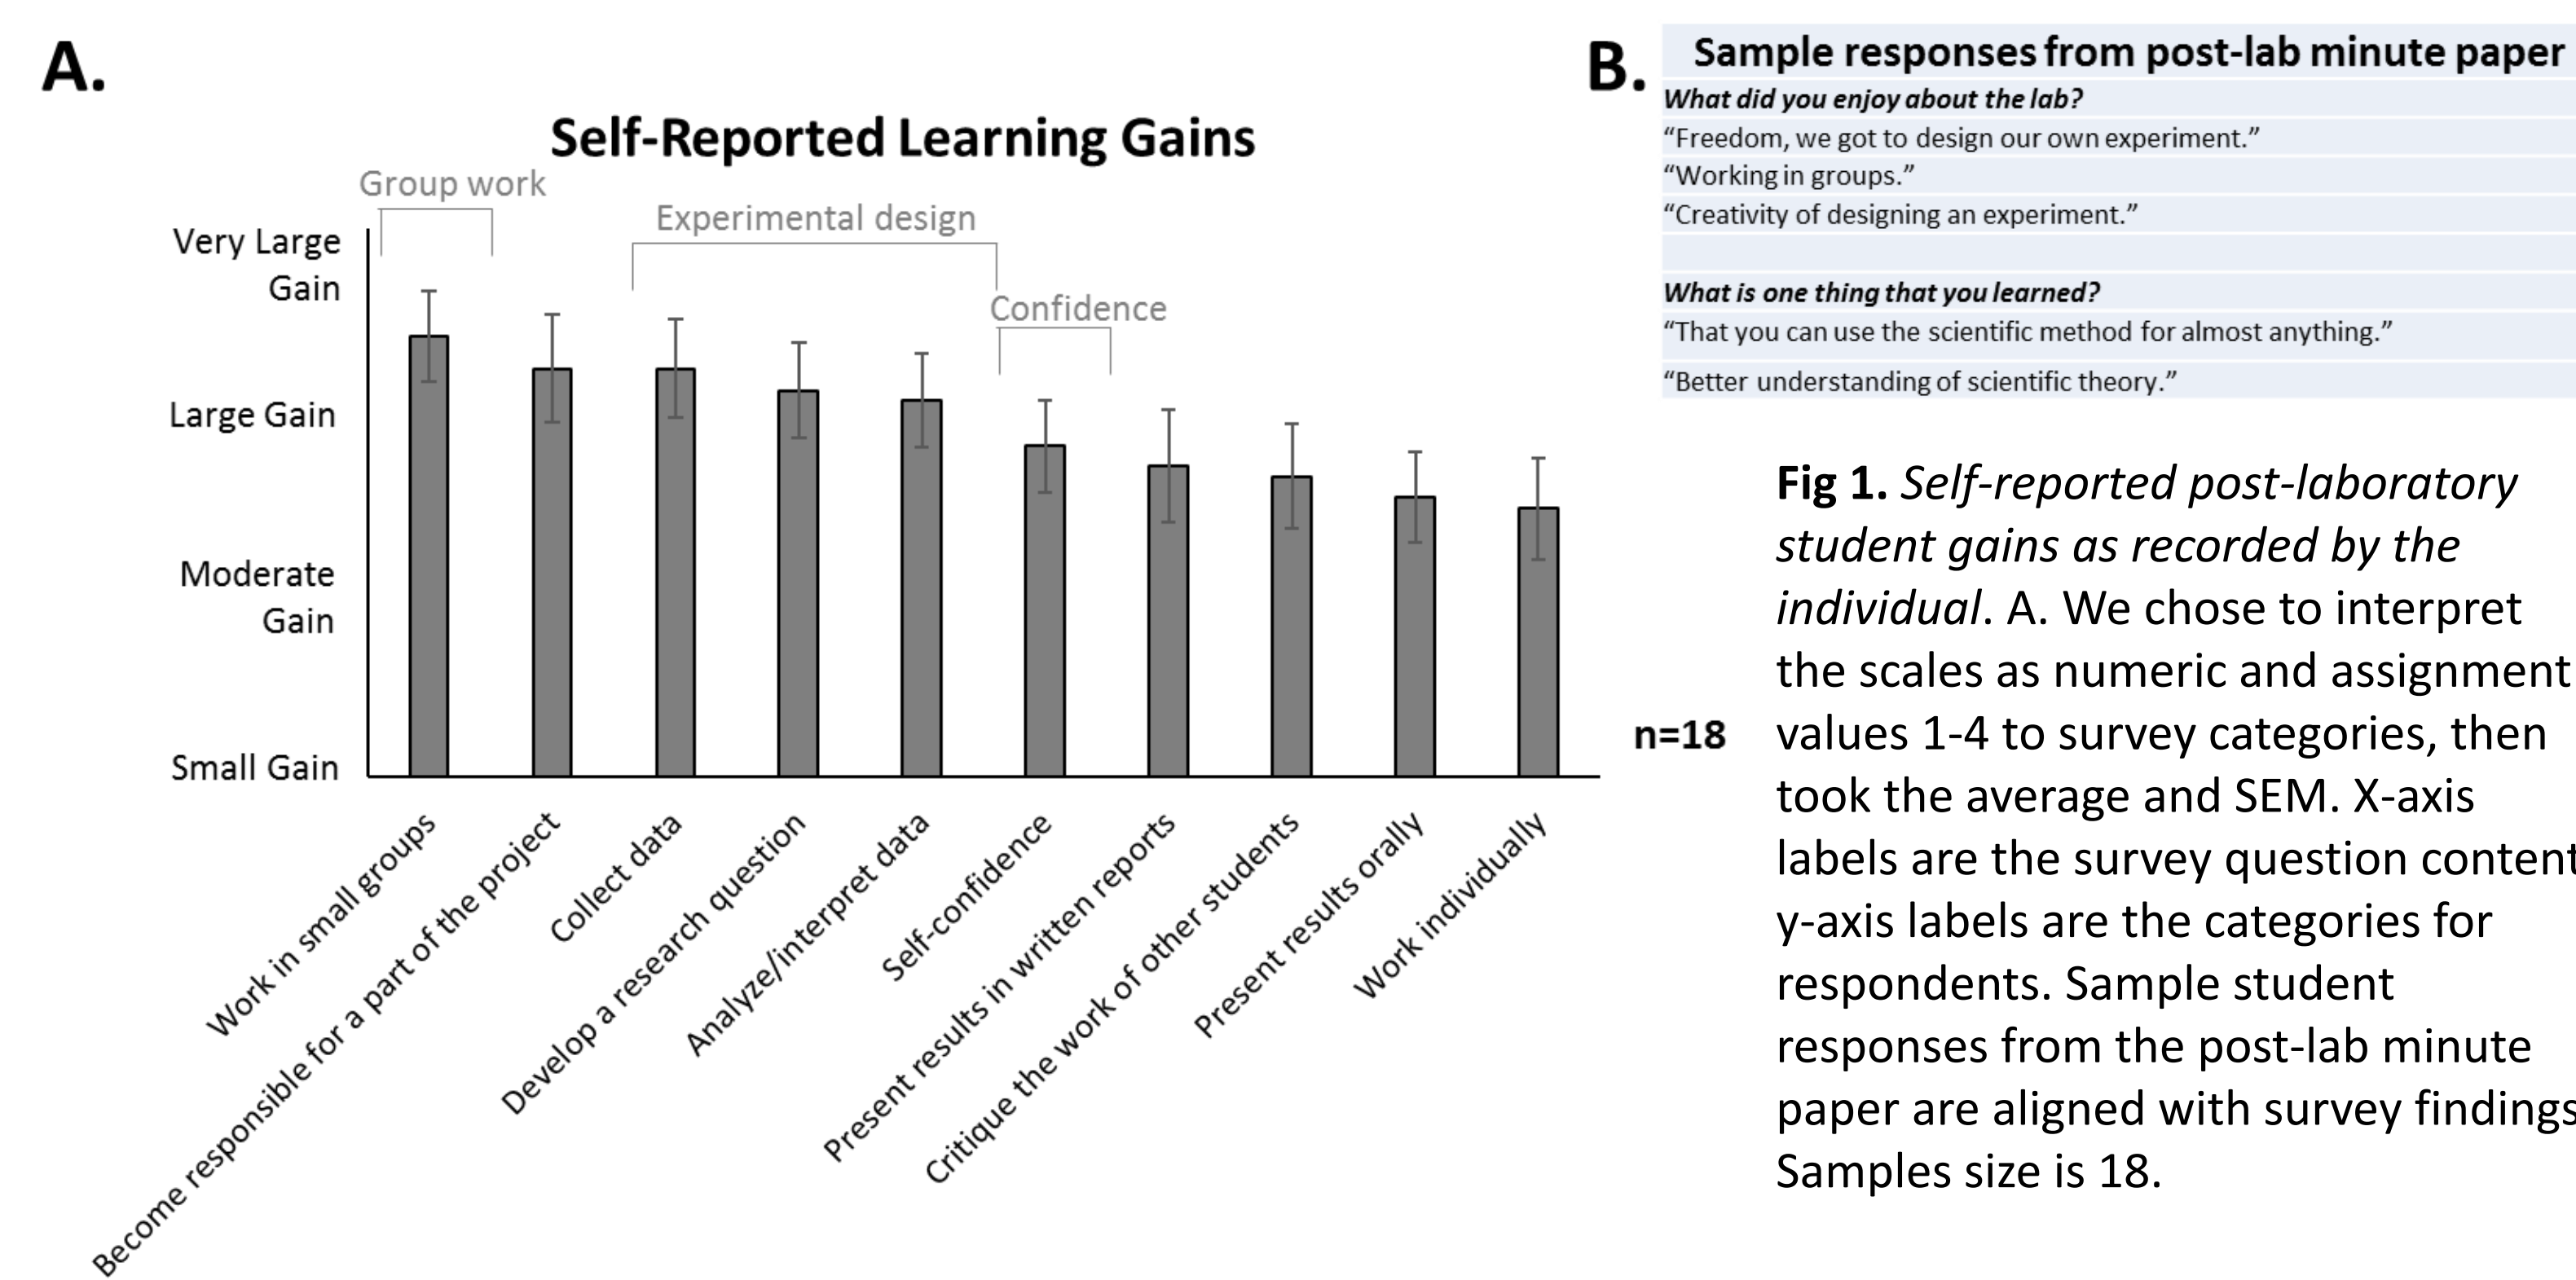 A.
Self-Reported Learning Gains
Group work
Experimental design
Confidence
Very Large
Gain
Large Gain
Moderate
Gain
Small Gain
Work in small groups
Become responsible for a part of the project
Collect data
Develop a research question
Analyze/interpret data
Self-confidence
Present results in written reports
Critique the work of other students
Present results orally
Work individually
n=18
B.
Sample responses from post-lab minute paper
What did you enjoy about the lab?
“Freedom, we got to design our own experiment.”
“Working in groups.”
“Creativity of designing an experiment.”
What is one thing that you learned?
“That you can use the scientific method for almost anything.”
“Better understanding of scientific theory.”
Fig 1. Self-reported post-laboratory
student gains as recorded by the
individual. A. We chose to interpret
the scales as numeric and assignment
values 1-4 to survey categories, then
took the average and SEM. X-axis
labels are the survey question content
y-axis labels are the categories for
respondents. Sample student
responses from the post-lab minute
paper are aligned with survey findings
Samples size is 18.